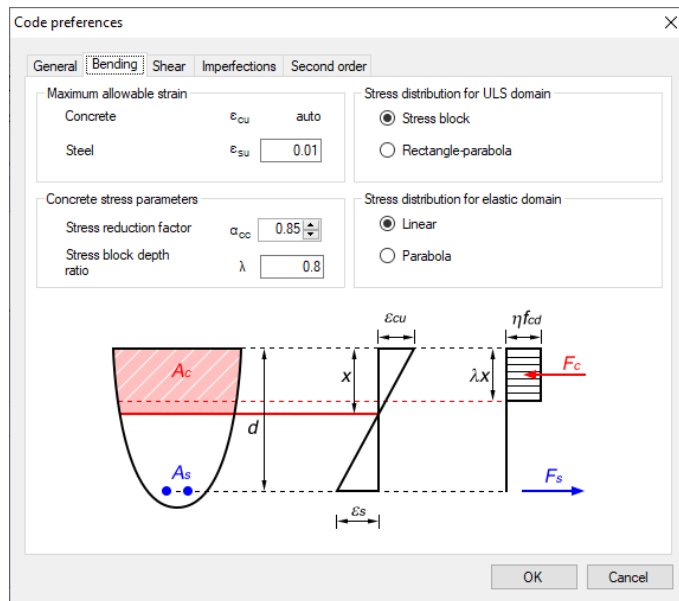 Code preferences
General Bending Shear Imperfections Second order
Maximum allowable strain
Concrete εcu auto
Steel εsu 0.01
Stress distribution for ULS domain
Stress block
Rectangle-parabola
Concrete stress parameters
Stress reduction factor αcc 0.85
Stress block depth
ratio λ 0.8
Stress distribution for elastic domain
Linear
Parabola
εcu ηfcd
Ac x λx Fc
d
As Fs
εs
OK Cancel